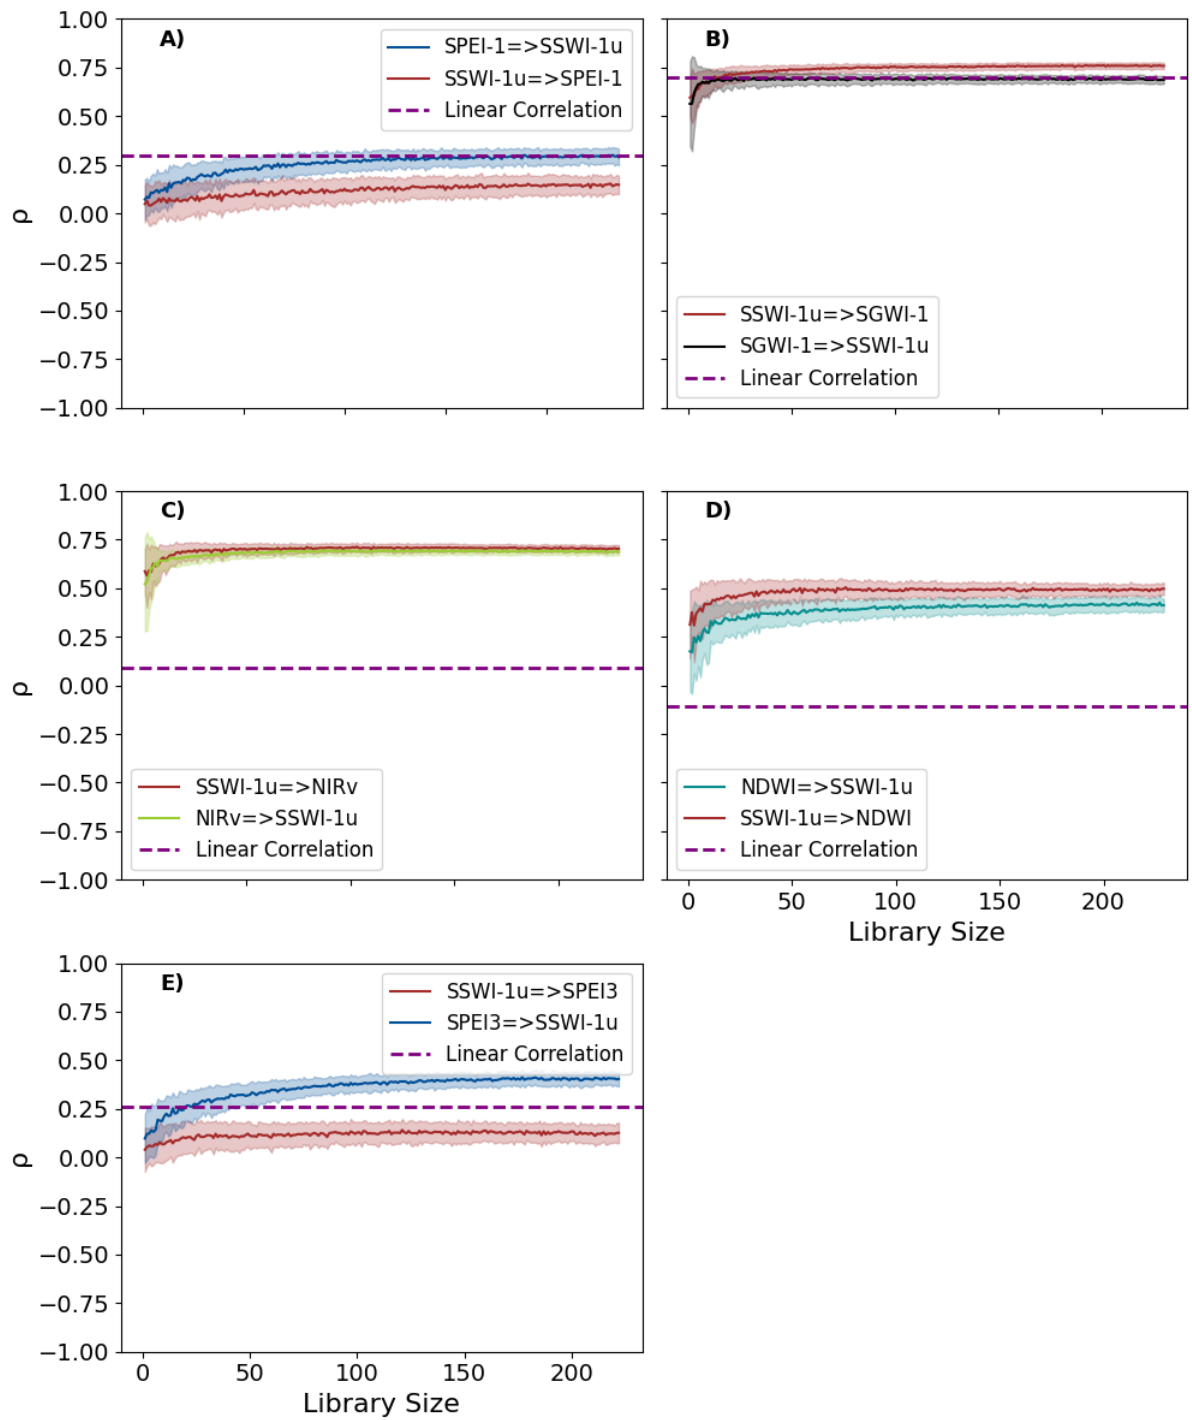 A)
1.00
0.75
0.50
0.25
0.00
−0.25
−0.50
−0.75
−1.00
ρ
SPEI-1=>SSWI-1u
SSWI-1u=>SPEI-1
Linear Correlation
B)
SSWI-1u=>SGWI-1
SGWI-1=>SSWI-1u
Linear Correlation
C)
1.00
0.75
0.50
0.25
0.00
−0.25
−0.50
−0.75
−1.00
ρ
SSWI-1u=>NIRv
NIRv=>SSWI-1u
Linear Correlation
D)
NDWI=>SSWI-1u
SSWI-1u=>NDWI
Linear Correlation
0 50 100 150 200
Library Size
E)
1.00
0.75
0.50
0.25
0.00
−0.25
−0.50
−0.75
−1.00
ρ
SSWI-1u=>SPEI3
SPEI3=>SSWI-1u
Linear Correlation
0 50 100 150 200
Library Size